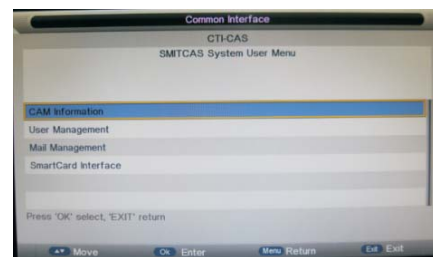 Common Interface
CTI-CAS
SMITCAS System User Menu
CAM Information
User Management
Mail Management
SmartCard Interface
Press 'OK' select, 'EXIT' return
Move Ok Enter Menu Return Exit Exit